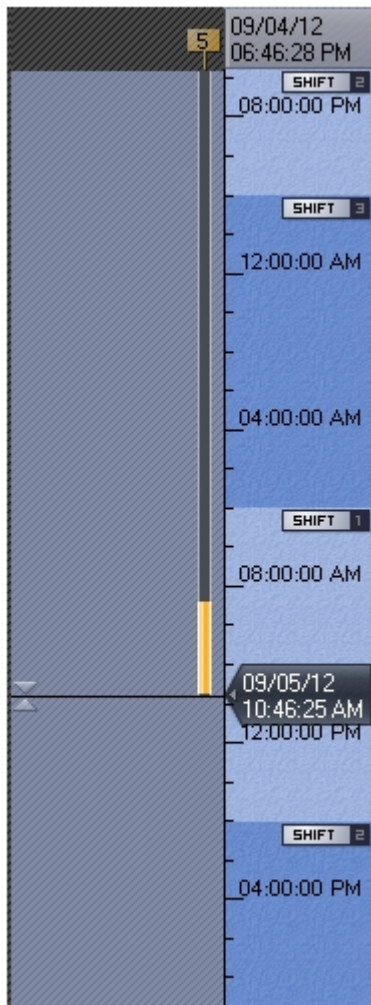 5
09/04/12
06:46:28 PM
SHIFT 2
08:00:00 PM
SHIFT 3
12:00:00 AM
04:00:00 AM
SHIFT 1
08:00:00 AM
09/05/12
10:46:25 AM
12:00:00 PM
SHIFT 2
04:00:00 PM